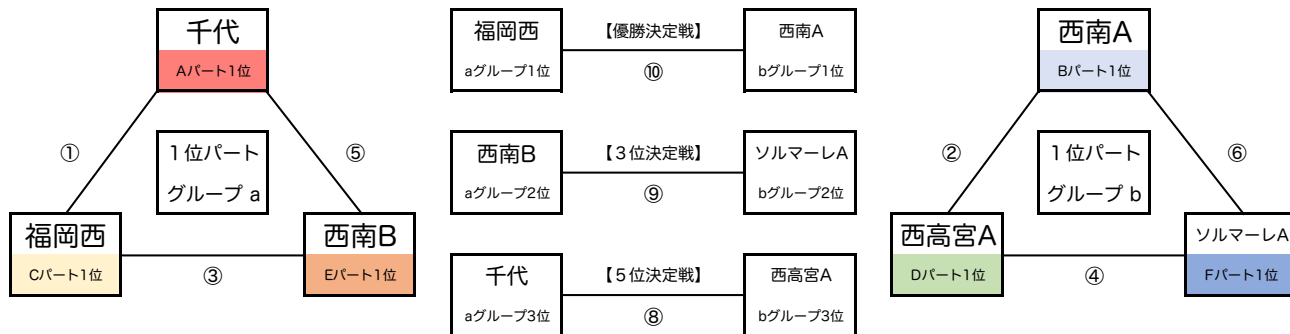 千代
Aパート1位
①
⑤
１位パート
グループ a
福岡西
Cパート1位
③
西南B
Eパート1位
福岡西
aグループ1位
【優勝決定戦】
⑩
西南A
bグループ1位
西南B
aグループ2位
【３位決定戦】
⑨
ソルマーレA
bグループ2位
千代
aグループ3位
【５位決定戦】
⑧
西高宮A
bグループ3位
西南A
Bパート1位
②
⑥
１位パート
グループ b
西高宮A
Dパート1位
④
ソルマーレA
Fパート1位